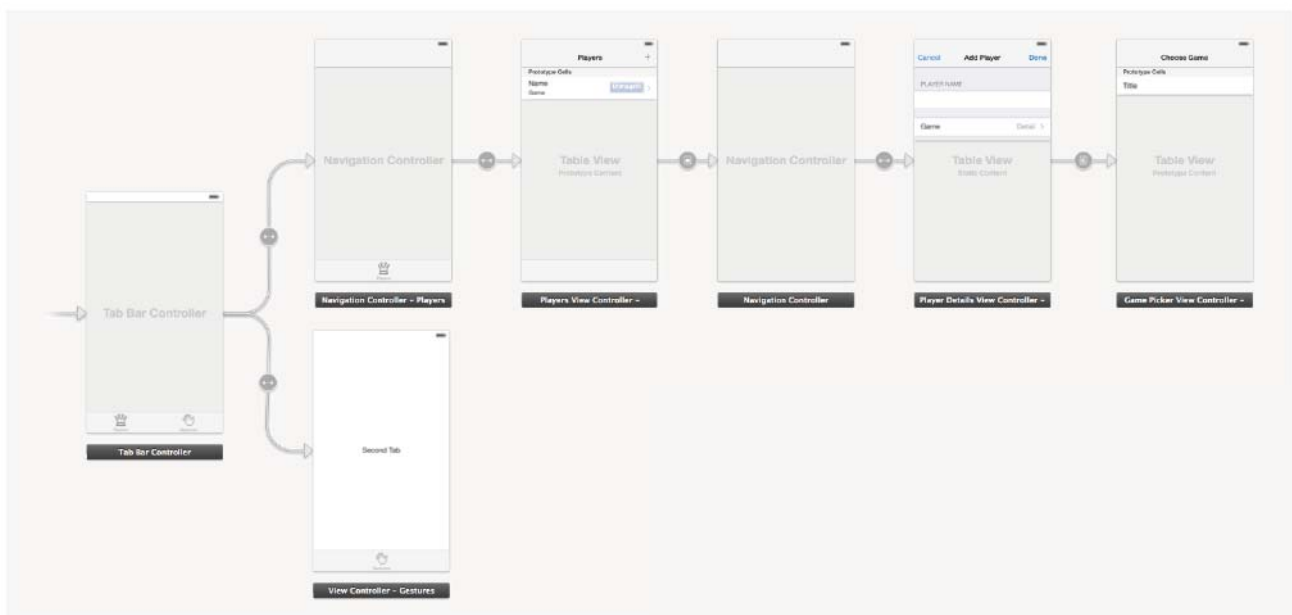 Tab Bar Controller
Tab Bar Controller
Navigation Controller
Navigation Controller - Players
Second Tab
View Controller - Gestures
Players
+
Prototype Cells
Name
Game
Table View
Prototype Content
Players View Controller -
Navigation Controller
Navigation Controller
Cancel
Add Player
Done
PLAYER NAME
Game
Detail
Table View
Static Content
Player Details View Controller -
Choose Game
Prototype Cells
Title
Table View
Prototype Content
Game Picker View Controller -